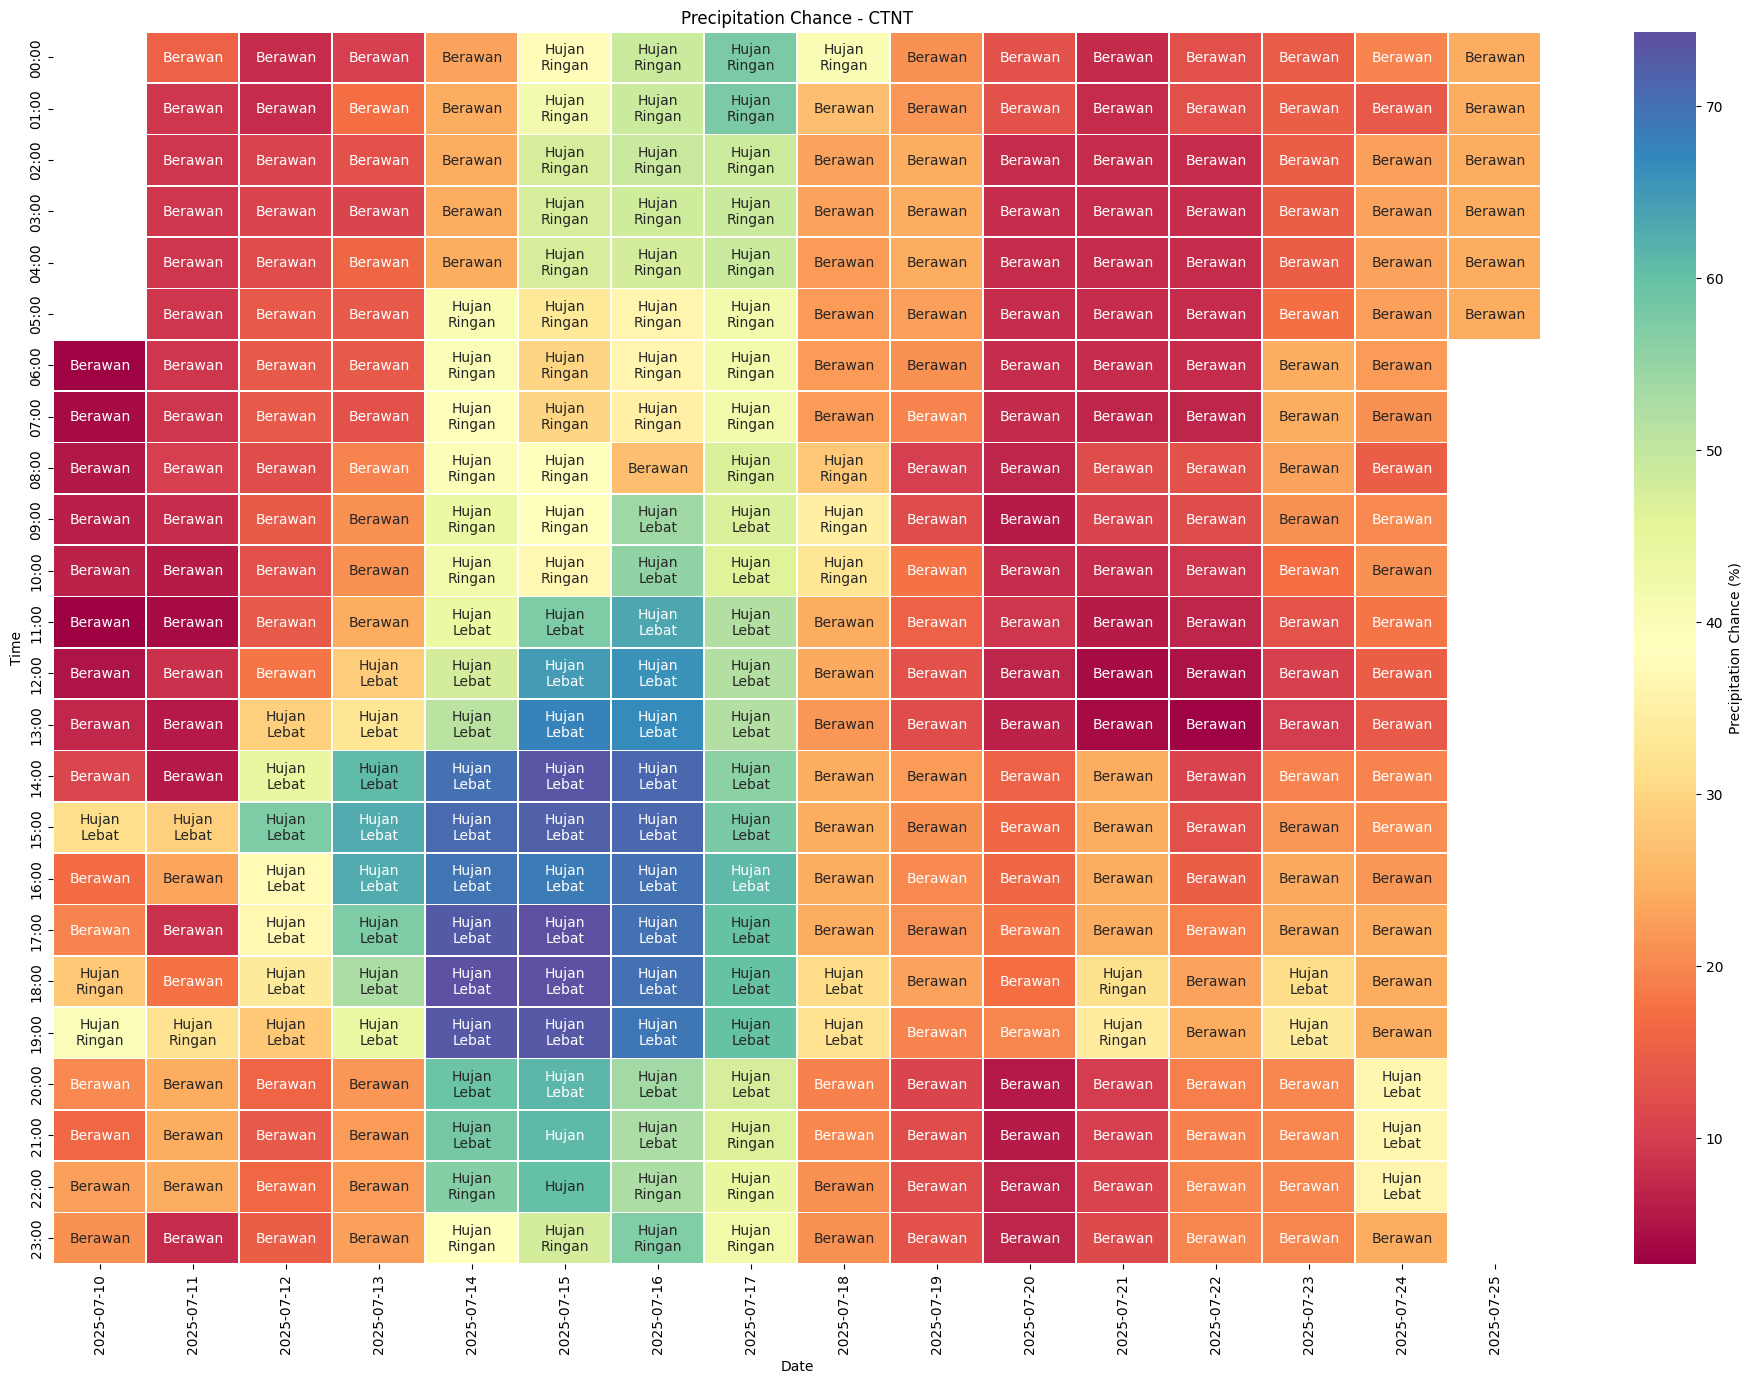 Precipitation Chance - CTNT
00:00 Berawan Berawan Berawan Berawan Hujan Ringan Hujan Ringan Hujan Ringan Hujan Ringan Berawan Berawan Berawan Berawan Berawan Berawan Berawan
01:00 Berawan Berawan Berawan Berawan Hujan Ringan Hujan Ringan Hujan Ringan Berawan Berawan Berawan Berawan Berawan Berawan Berawan Berawan
02:00 Berawan Berawan Berawan Berawan Hujan Ringan Hujan Ringan Hujan Ringan Berawan Berawan Berawan Berawan Berawan Berawan Berawan Berawan
03:00 Berawan Berawan Berawan Berawan Hujan Ringan Hujan Ringan Hujan Ringan Berawan Berawan Berawan Berawan Berawan Berawan Berawan Berawan
04:00 Berawan Berawan Berawan Berawan Hujan Ringan Hujan Ringan Hujan Ringan Berawan Berawan Berawan Berawan Berawan Berawan Berawan Berawan
05:00 Berawan Berawan Berawan Hujan Ringan Hujan Ringan Hujan Ringan Hujan Ringan Berawan Berawan Berawan Berawan Berawan Berawan Berawan Berawan
06:00 Berawan Berawan Berawan Berawan Hujan Ringan Hujan Ringan Hujan Ringan Hujan Ringan Berawan Berawan Berawan Berawan Berawan Berawan Berawan
07:00 Berawan Berawan Berawan Berawan Hujan Ringan Hujan Ringan Hujan Ringan Hujan Ringan Berawan Berawan Berawan Berawan Berawan Berawan Berawan
08:00 Berawan Berawan Berawan Berawan Hujan Ringan Hujan Ringan Berawan Hujan Ringan Hujan Ringan Berawan Berawan Berawan Berawan Berawan Berawan
09:00 Berawan Berawan Berawan Berawan Hujan Ringan Hujan Ringan Hujan Lebat Hujan Lebat Hujan Ringan Berawan Berawan Berawan Berawan Berawan Berawan
10:00 Berawan Berawan Berawan Berawan Hujan Ringan Hujan Ringan Hujan Lebat Hujan Lebat Hujan Ringan Berawan Berawan Berawan Berawan Berawan Berawan
11:00 Berawan Berawan Berawan Berawan Hujan Lebat Hujan Lebat Hujan Lebat Hujan Lebat Berawan Berawan Berawan Berawan Berawan Berawan Berawan
12:00 Berawan Berawan Berawan Hujan Lebat Hujan Lebat Hujan Lebat Hujan Lebat Hujan Lebat Berawan Berawan Berawan Berawan Berawan Berawan Berawan
13:00 Berawan Berawan Hujan Lebat Hujan Lebat Hujan Lebat Hujan Lebat Hujan Lebat Hujan Lebat Berawan Berawan Berawan Berawan Berawan Berawan Berawan
14:00 Berawan Berawan Hujan Lebat Hujan Lebat Hujan Lebat Hujan Lebat Hujan Lebat Hujan Lebat Berawan Berawan Berawan Berawan Berawan Berawan Berawan
15:00 Hujan Lebat Hujan Lebat Hujan Lebat Hujan Lebat Hujan Lebat Hujan Lebat Hujan Lebat Hujan Lebat Berawan Berawan Berawan Berawan Berawan Berawan Berawan
16:00 Berawan Berawan Hujan Lebat Hujan Lebat Hujan Lebat Hujan Lebat Hujan Lebat Hujan Lebat Berawan Berawan Berawan Berawan Berawan Berawan Berawan
17:00 Berawan Berawan Hujan Lebat Hujan Lebat Hujan Lebat Hujan Lebat Hujan Lebat Hujan Lebat Berawan Berawan Berawan Berawan Berawan Berawan Berawan
18:00 Hujan Ringan Berawan Hujan Lebat Hujan Lebat Hujan Lebat Hujan Lebat Hujan Lebat Hujan Lebat Hujan Lebat Berawan Berawan Hujan Ringan Berawan Hujan Lebat Berawan
19:00 Hujan Ringan Hujan Ringan Hujan Lebat Hujan Lebat Hujan Lebat Hujan Lebat Hujan Lebat Hujan Lebat Hujan Lebat Berawan Berawan Hujan Ringan Berawan Hujan Lebat Berawan
20:00 Berawan Berawan Berawan Berawan Hujan Lebat Hujan Lebat Hujan Lebat Hujan Lebat Berawan Berawan Berawan Berawan Berawan Berawan Hujan Lebat
21:00 Berawan Berawan Berawan Berawan Hujan Lebat Hujan Hujan Lebat Hujan Ringan Berawan Berawan Berawan Berawan Berawan Berawan Hujan Lebat
22:00 Berawan Berawan Berawan Berawan Hujan Ringan Hujan Hujan Ringan Hujan Ringan Berawan Berawan Berawan Berawan Berawan Berawan Hujan Lebat
23:00 Berawan Berawan Berawan Berawan Hujan Ringan Hujan Ringan Hujan Ringan Hujan Ringan Berawan Berawan Berawan Berawan Berawan Berawan Berawan
Time
2025-07-10 2025-07-11 2025-07-12 2025-07-13 2025-07-14 2025-07-15 2025-07-16 2025-07-17 2025-07-18 2025-07-19 2025-07-20 2025-07-21 2025-07-22 2025-07-23 2025-07-24 2025-07-25
Date
70
60
50
40
30
20
10
Precipitation Chance (%)